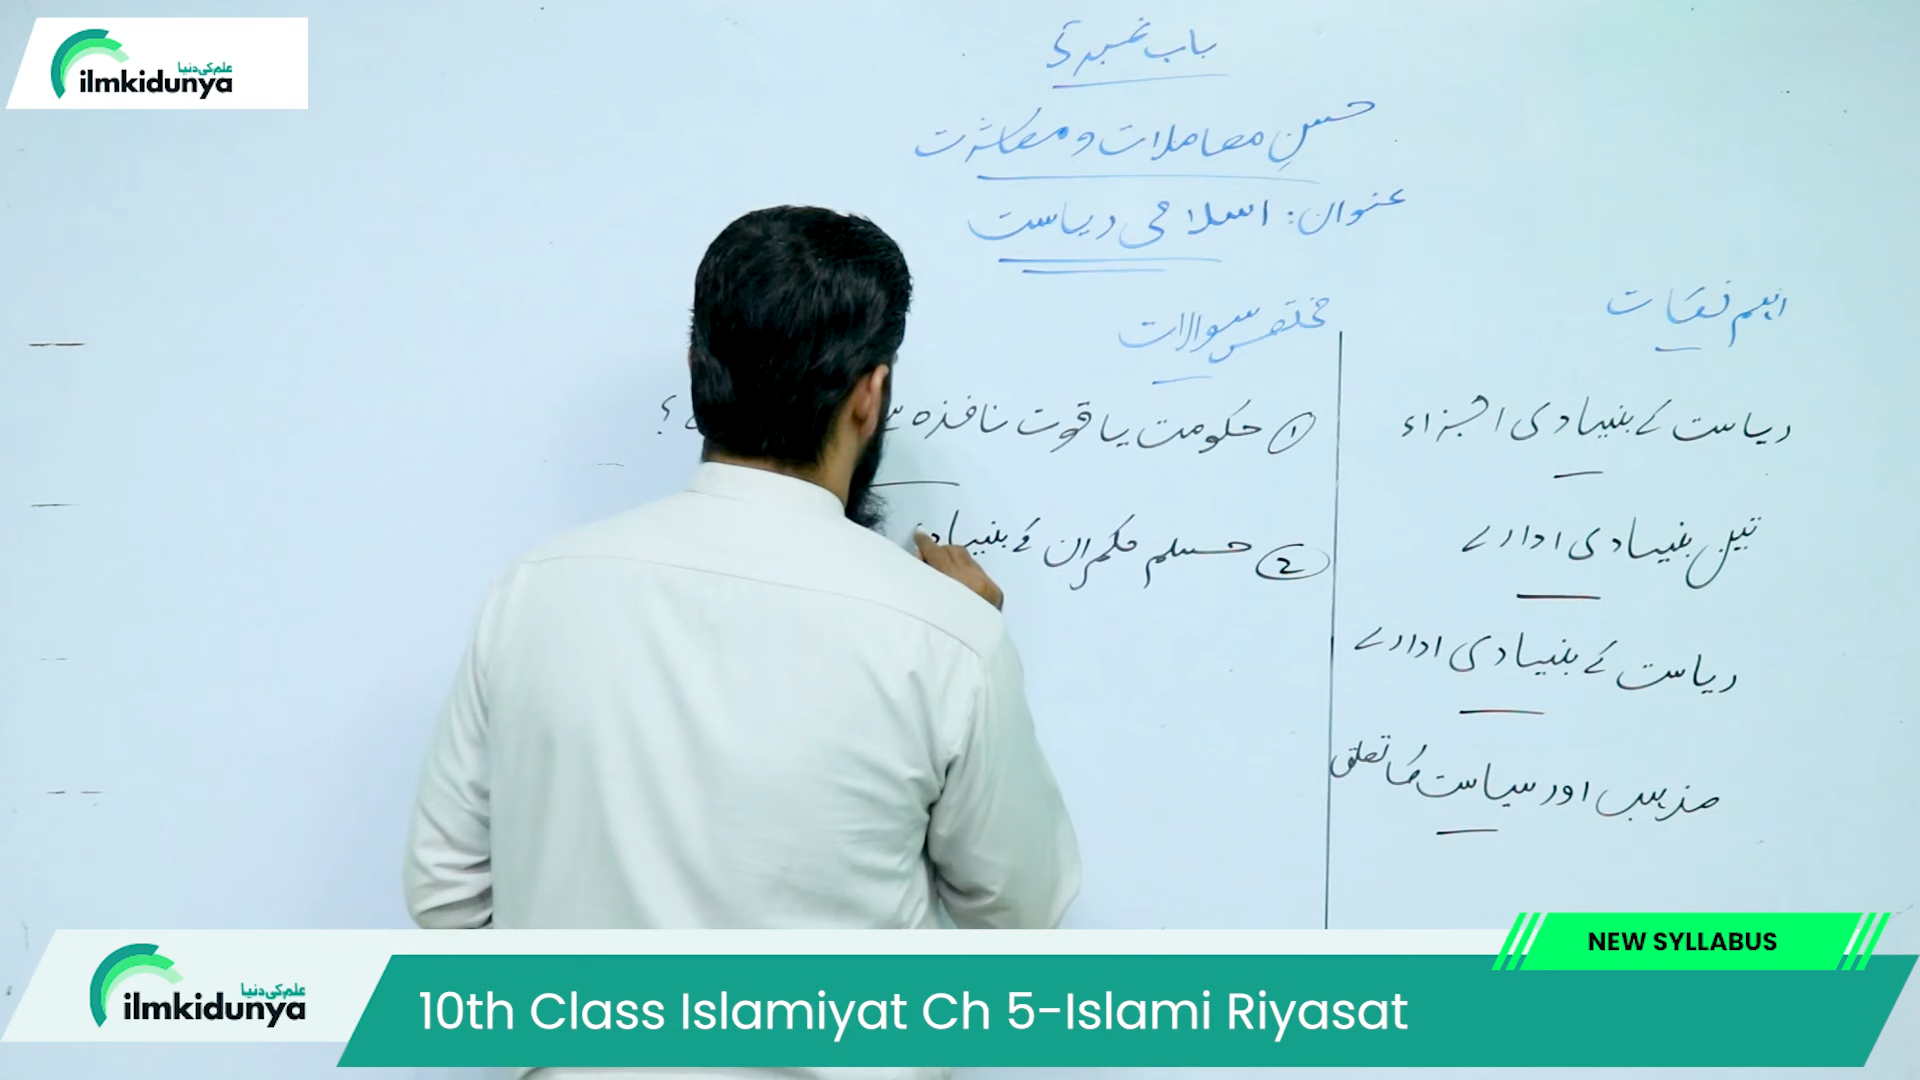 علم کی دنیا
ilmkidunya
باب نمبر 5
حسنِ معاملات و معاشرت
عنوان: اسلامی ریاست
اہم نکات
ریاست کے بنیادی اجزاء
تین بنیادی ادارے
ریاست کے بنیادی ادارے
مذہب اور سیاست کا تعلق
مختصر سوالات
① حکومت یا قوت نافذہ سے ؟
② مسلم حکمران کے بنیاد
NEW SYLLABUS
علم کی دنیا
ilmkidunya
10th Class Islamiyat Ch 5-Islami Riyasat